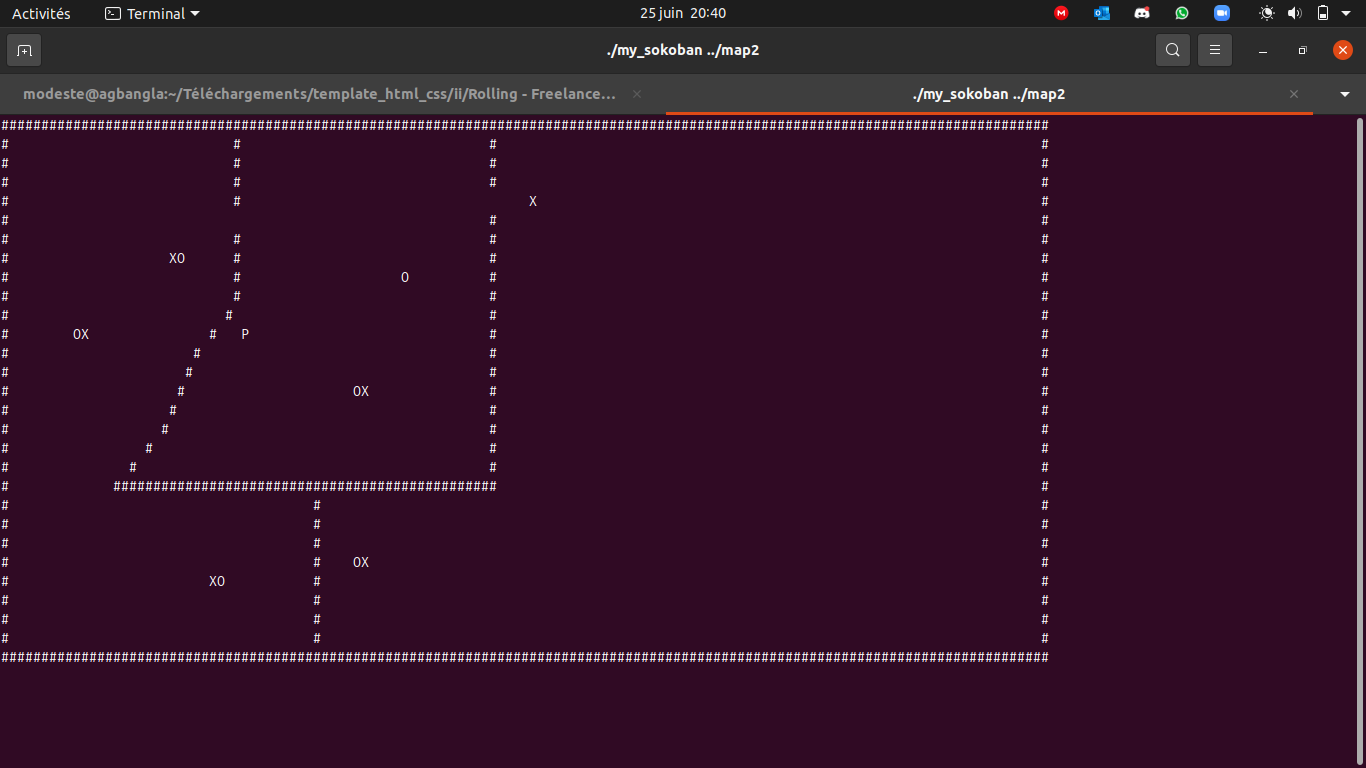 Activités Terminal 25 juin 20:40
./my_sokoban ../map2
modeste@agbangla:~/Téléchargements/template_html_css/ii/Rolling - Freelance… × ./my_sokoban ../map2 ×
###################################################################################################################################
#                            #                               #                                                                    #
#                            #                               #                                                                    #
#                            #                               #                                                                    #
#                            #                                    X                                                               #
#                                                            #                                                                    #
#                            #                               #                                                                    #
#                    XO      #                               #                                                                    #
#                            #                    O          #                                                                    #
#                            #                               #                                                                    #
#                           #                                #                                                                    #
#        OX               #   P                              #                                                                    #
#                       #                                    #                                                                    #
#                      #                                     #                                                                    #
#                     #                     OX               #                                                                    #
#                    #                                       #                                                                    #
#                   #                                        #                                                                    #
#                 #                                          #                                                                    #
#               #                                            #                                                                    #
#             ################################################                                                                    #
#                                      #                                                                                          #
#                                      #                                                                                          #
#                                      #                                                                                          #
#                                      #    OX                                                                                    #
#                         XO           #                                                                                          #
#                                      #                                                                                          #
#                                      #                                                                                          #
#                                      #                                                                                          #
###################################################################################################################################